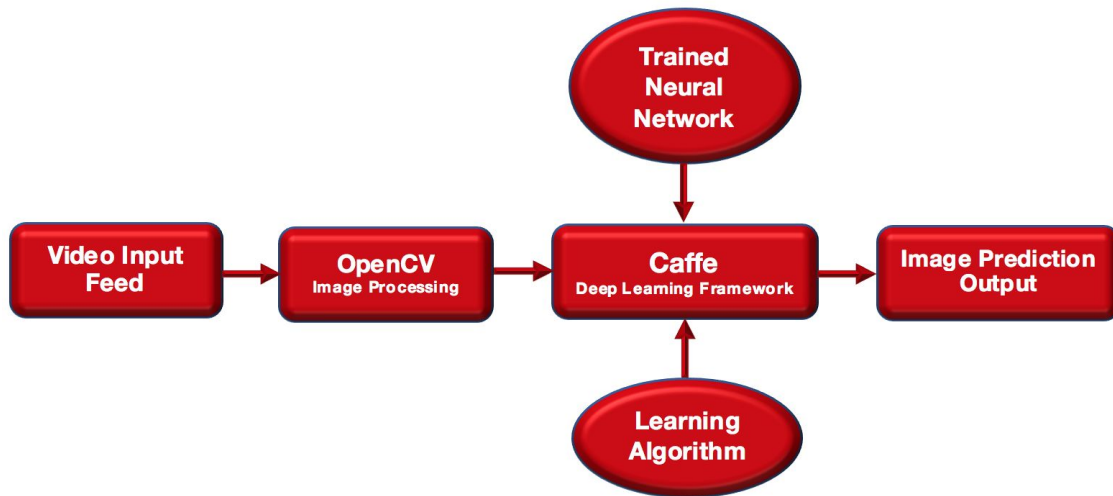 Trained
Neural
Network
Video Input
Feed
OpenCV
Image Processing
Caffe
Deep Learning Framework
Image Prediction
Output
Learning
Algorithm